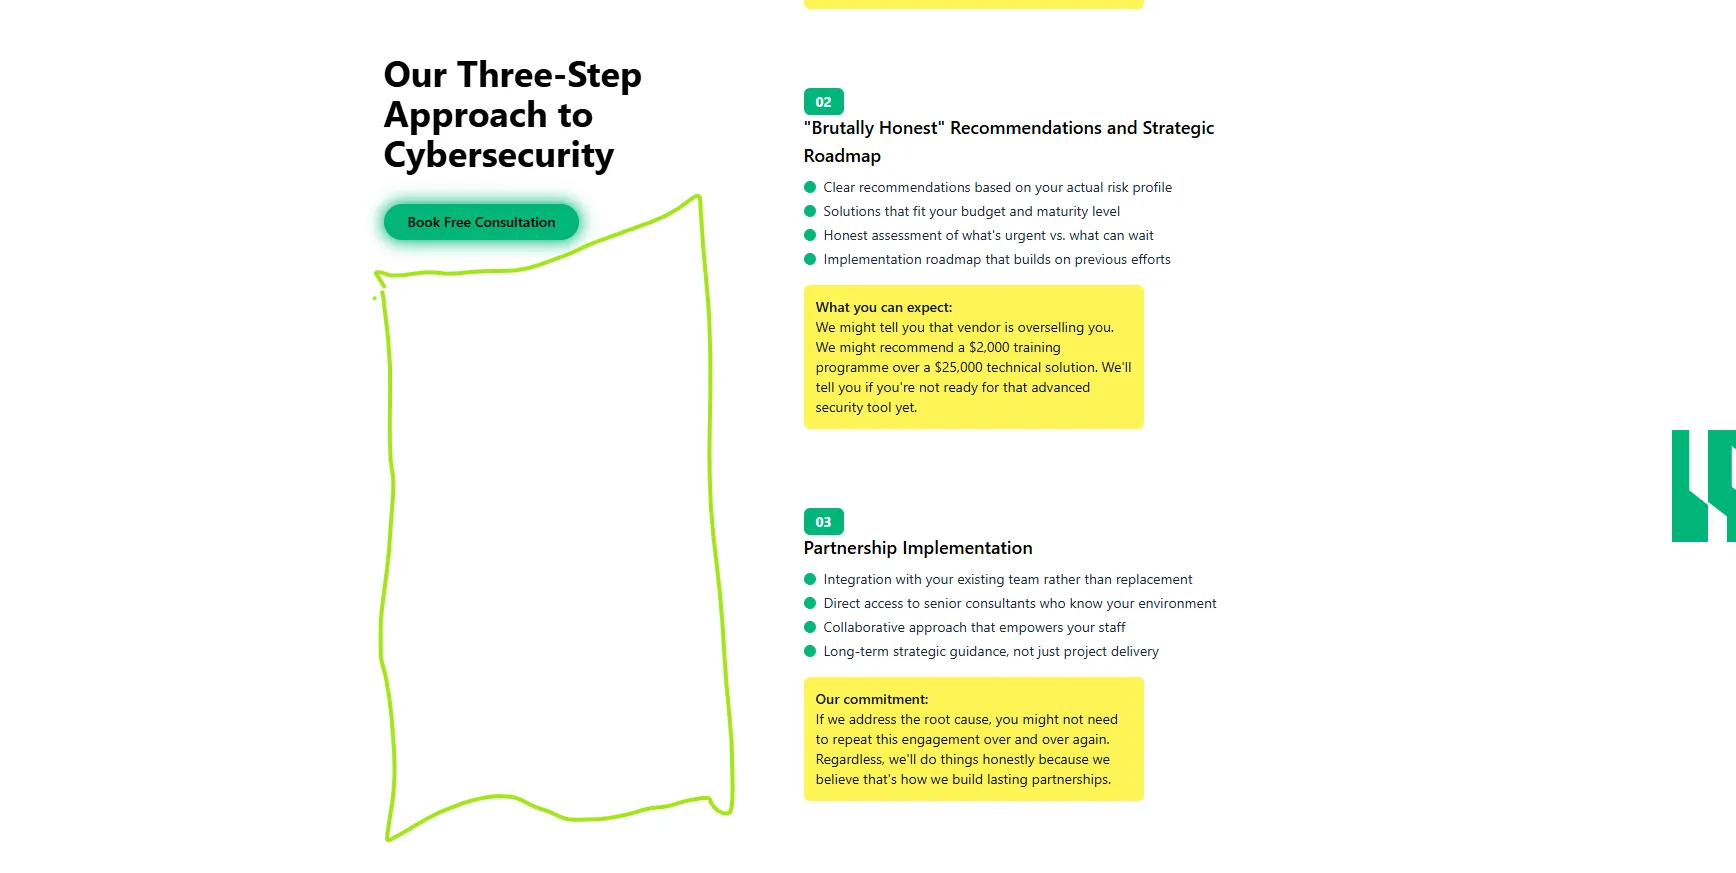 Our Three-Step
Approach to
Cybersecurity
Book Free Consultation
02
"Brutally Honest" Recommendations and Strategic
Roadmap
Clear recommendations based on your actual risk profile
Solutions that fit your budget and maturity level
Honest assessment of what's urgent vs. what can wait
Implementation roadmap that builds on previous efforts
What you can expect:
We might tell you that vendor is overselling you.
We might recommend a $2,000 training
programme over a $25,000 technical solution. We'll
tell you if you're not ready for that advanced
security tool yet.
03
Partnership Implementation
Integration with your existing team rather than replacement
Direct access to senior consultants who know your environment
Collaborative approach that empowers your staff
Long-term strategic guidance, not just project delivery
Our commitment:
If we address the root cause, you might not need
to repeat this engagement over and over again.
Regardless, we'll do things honestly because we
believe that's how we build lasting partnerships.